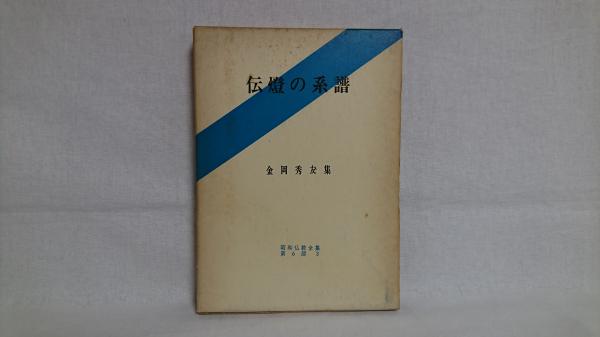 伝燈の系譜
金岡秀友集
昭和仏教全集
第6部 3